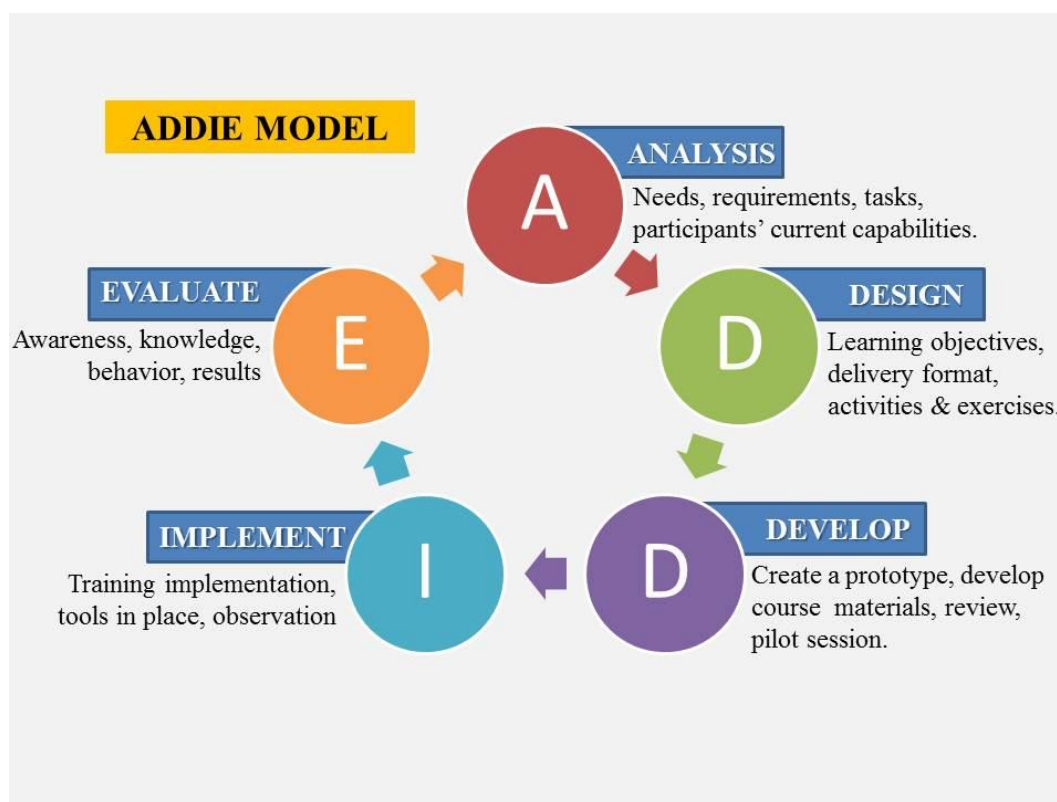 ADDIE MODEL
A
ANALYSIS
Needs, requirements, tasks,
participants’ current capabilities.
D
DESIGN
Learning objectives,
delivery format,
activities & exercises.
D
DEVELOP
Create a prototype, develop
course materials, review,
pilot session.
I
IMPLEMENT
Training implementation,
tools in place, observation
E
EVALUATE
Awareness, knowledge,
behavior, results